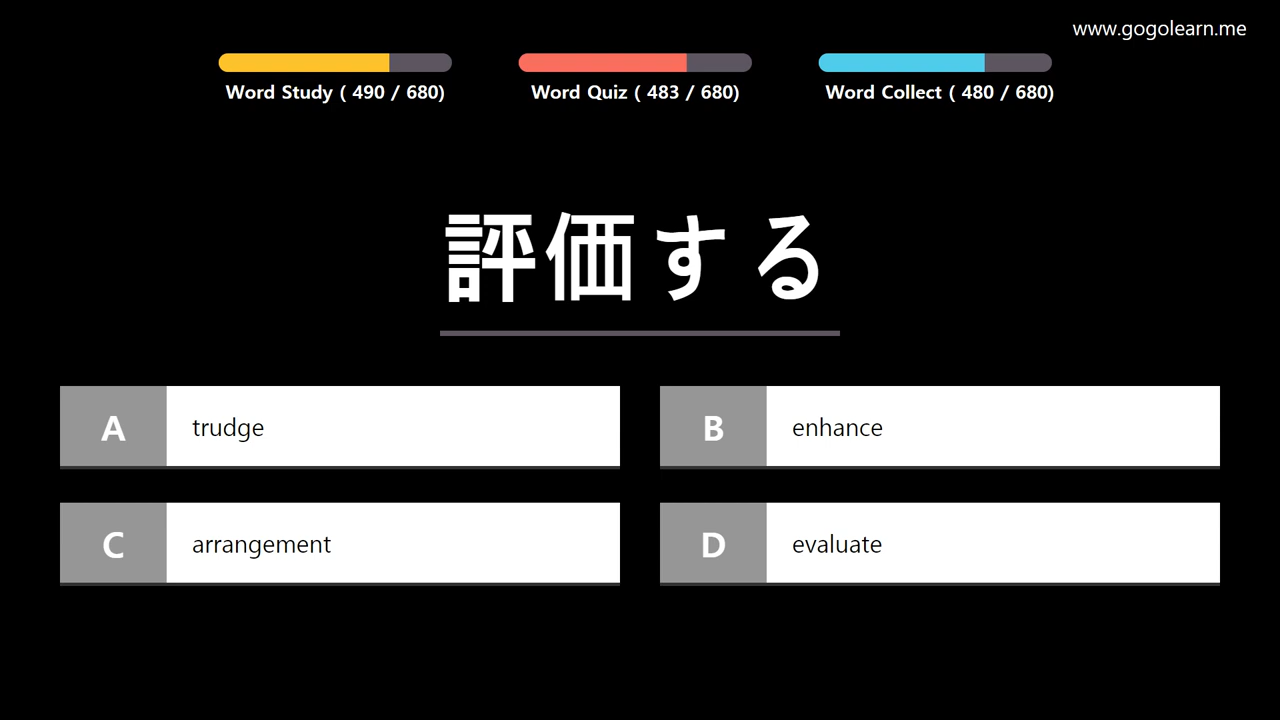 www.gogolearn.me
Word Study ( 490 / 680)
Word Quiz ( 483 / 680)
Word Collect ( 480 / 680)
評価する
A trudge
B enhance
C arrangement
D evaluate